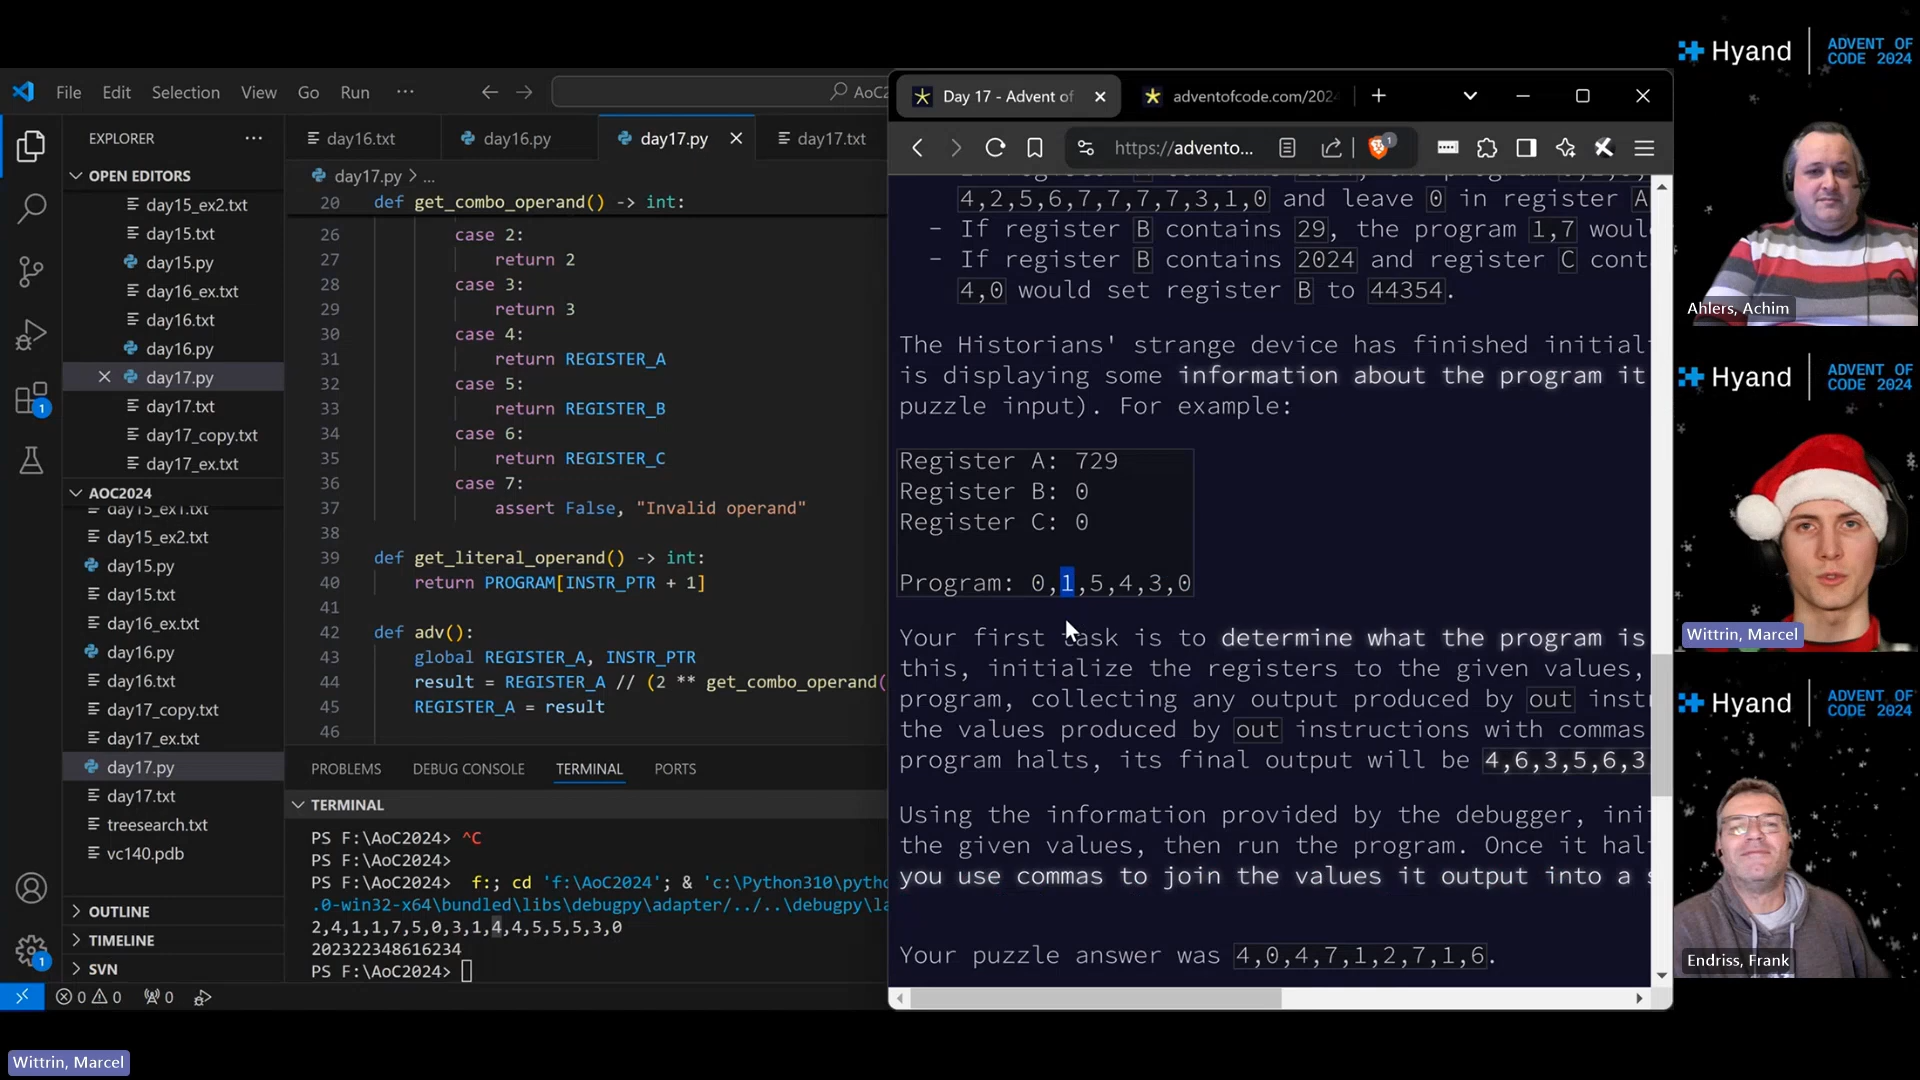 File Edit Selection View Go Run ···
AoC2
EXPLORER
OPEN EDITORS
day15_ex2.txt
day15.txt
day15.py
day16_ex.txt
day16.txt
day16.py
day17.py
day17.txt
day17_copy.txt
day17_ex.txt
AOC2024
day15_ex1.txt
day15_ex2.txt
day15.py
day15.txt
day16_ex.txt
day16.py
day16.txt
day17_copy.txt
day17_ex.txt
day17.py
day17.txt
treesearch.txt
vc140.pdb
OUTLINE
TIMELINE
SVN
1
1
day16.txt day16.py day17.py day17.txt
day17.py > ...
20 def get_combo_operand() -> int:
26 case 2:
27 return 2
28 case 3:
29 return 3
30 case 4:
31 return REGISTER_A
32 case 5:
33 return REGISTER_B
34 case 6:
35 return REGISTER_C
36 case 7:
37 assert False, "Invalid operand"
38
39 def get_literal_operand() -> int:
40 return PROGRAM[INSTR_PTR + 1]
41
42 def adv():
43 global REGISTER_A, INSTR_PTR
44 result = REGISTER_A // (2 ** get_combo_operand(
45 REGISTER_A = result
46
PROBLEMS DEBUG CONSOLE TERMINAL PORTS
TERMINAL
PS F:\AoC2024> ^C
PS F:\AoC2024>
PS F:\AoC2024> f:; cd 'f:\AoC2024'; & 'c:\Python310\pytho
.0-win32-x64\bundled\libs\debugpy\adapter/../..\debugpy\la
2,4,1,1,7,5,0,3,1,4,4,5,5,5,3,0
202322348616234
PS F:\AoC2024>
0 0 0
Day 17 - Advent of adventofcode.com/2024
https://advento...
1
4,2,5,6,7,7,7,7,3,1,0 and leave 0 in register A
- If register B contains 29, the program 1,7 woul
- If register B contains 2024 and register C cont
4,0 would set register B to 44354.
The Historians' strange device has finished initial
is displaying some information about the program it
puzzle input). For example:
Register A: 729
Register B: 0
Register C: 0
Program: 0,1,5,4,3,0
Your first task is to determine what the program is
this, initialize the registers to the given values,
program, collecting any output produced by out inst
the values produced by out instructions with commas
program halts, its final output will be 4,6,3,5,6,3
Using the information provided by the debugger, ini
the given values, then run the program. Once it hal
you use commas to join the values it output into a s
Your puzzle answer was 4,0,4,7,1,2,7,1,6.
Hyand ADVENT OF
CODE 2024
Ahlers, Achim
Hyand ADVENT OF
CODE 2024
Wittrin, Marcel
Hyand ADVENT OF
CODE 2024
Endriss, Frank
Wittrin, Marcel